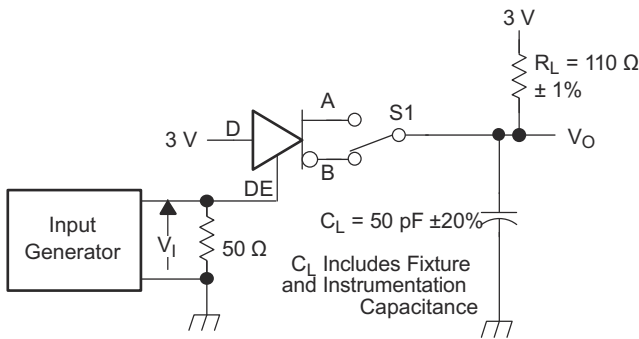 3 V
R_L = 110 Ω
± 1%
A
S1
3 V
D
V_O
B
DE
Input
Generator
V_I
50 Ω
C_L = 50 pF ±20%
C_L Includes Fixture
and Instrumentation
Capacitance